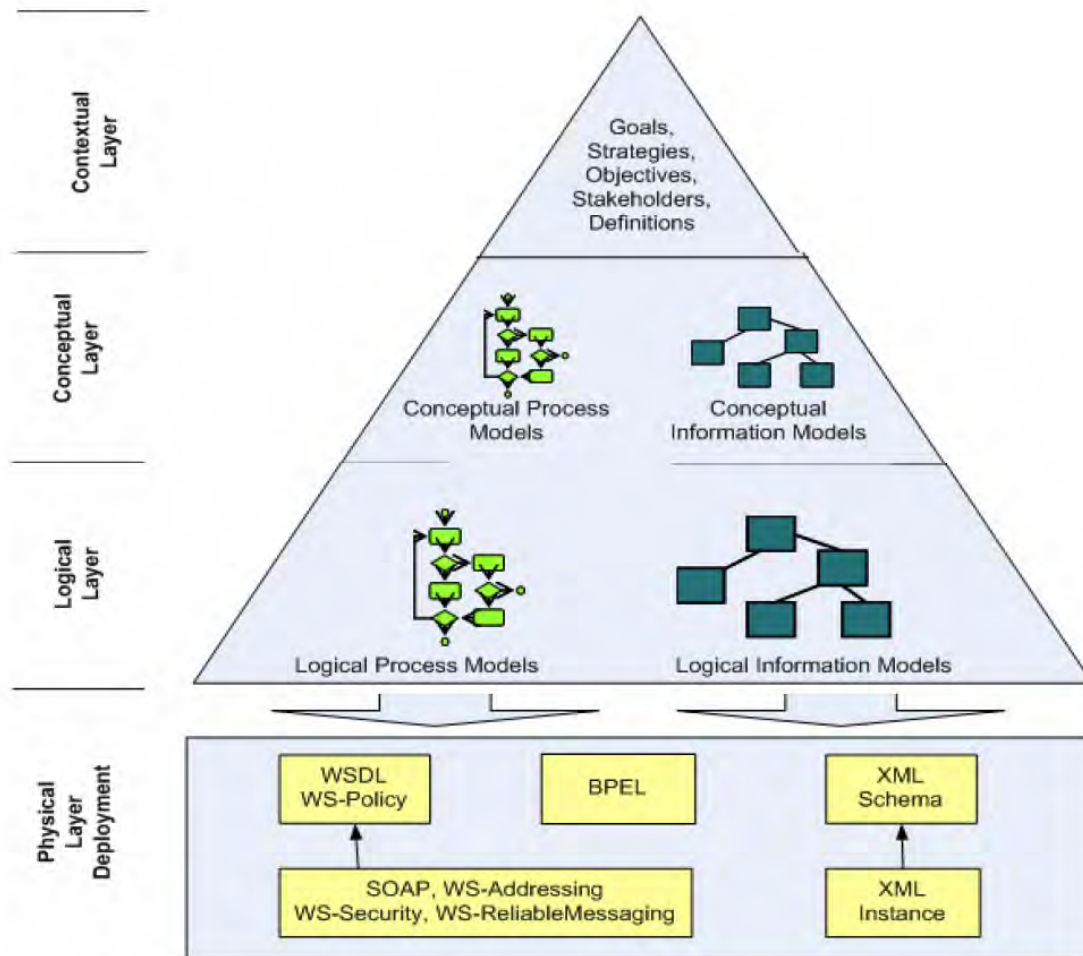 Contextual
Layer
Goals,
Strategies,
Objectives,
Stakeholders,
Definitions
Conceptual
Layer
Conceptual Process
Models
Conceptual
Information Models
Logical
Layer
Logical Process Models
Logical Information Models
Physical
Layer
Deployment
WSDL
WS-Policy
BPEL
XML
Schema
SOAP, WS-Addressing
WS-Security, WS-ReliableMessaging
XML
Instance